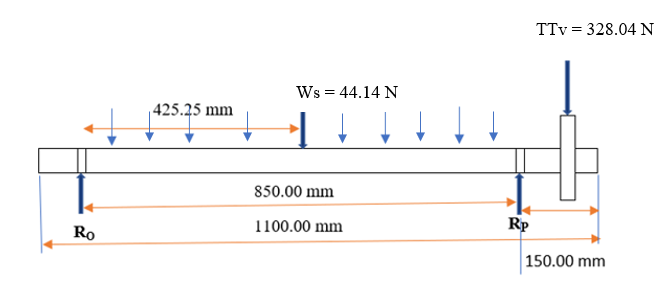 TTv = 328.04 N
Ws = 44.14 N
425.25 mm
850.00 mm
RO
1100.00 mm
RP
150.00 mm